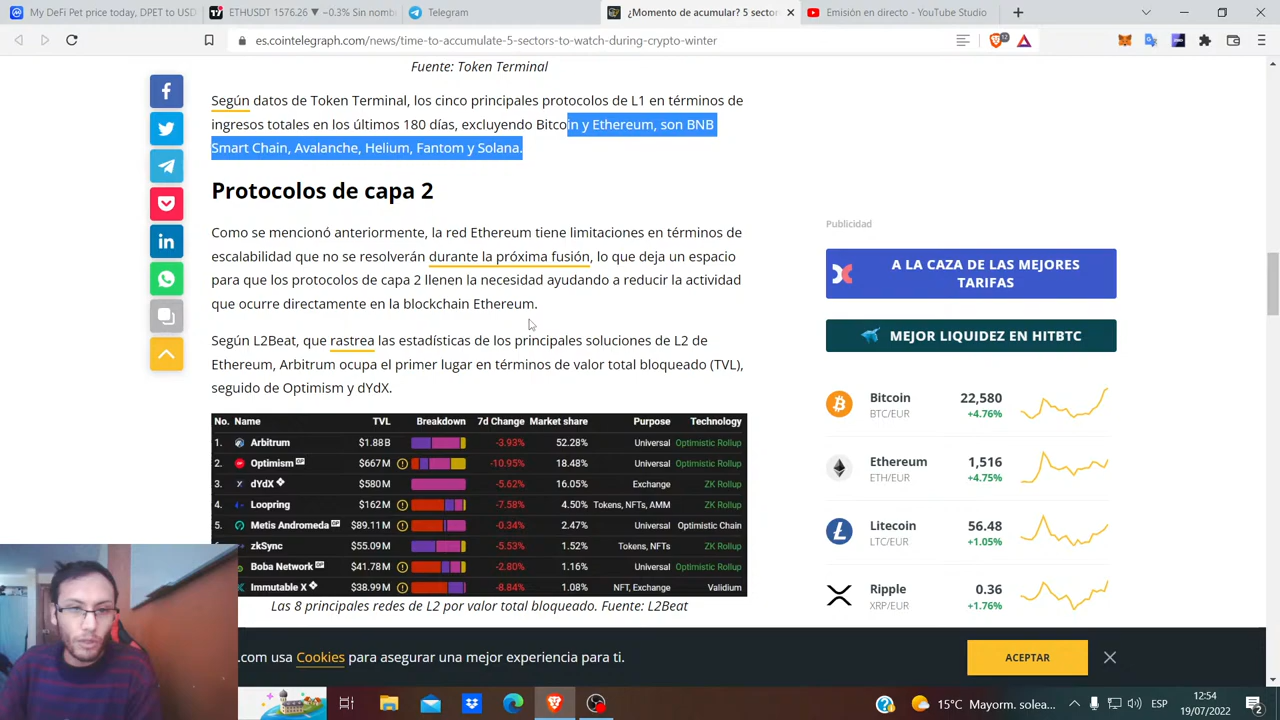 My DeFi Pet price today, DPET to USD
ETHUSDT 1576.26 ▼ −0.3% Sin nombre
Telegram
¿Momento de acumular? 5 sectores
Emisión en directo - YouTube Studio
es.cointelegraph.com/news/time-to-accumulate-5-sectors-to-watch-during-crypto-winter
12
Fuente: Token Terminal
Según datos de Token Terminal, los cinco principales protocolos de L1 en términos de
ingresos totales en los últimos 180 días, excluyendo Bitcoin y Ethereum, son BNB
Smart Chain, Avalanche, Helium, Fantom y Solana.
Protocolos de capa 2
Como se mencionó anteriormente, la red Ethereum tiene limitaciones en términos de
escalabilidad que no se resolverán durante la próxima fusión, lo que deja un espacio
para que los protocolos de capa 2 llenen la necesidad ayudando a reducir la actividad
que ocurre directamente en la blockchain Ethereum.
Según L2Beat, que rastrea las estadísticas de los principales soluciones de L2 de
Ethereum, Arbitrum ocupa el primer lugar en términos de valor total bloqueado (TVL),
seguido de Optimism y dYdX.
No. Name TVL Breakdown 7d Change Market share Purpose Technology
1. Arbitrum $1.88 B -3.93% 52.28% Universal Optimistic Rollup
2. Optimism OP $667 M -10.95% 18.48% Universal Optimistic Rollup
3. dYdX $580 M -5.62% 16.05% Exchange ZK Rollup
4. Loopring $162 M -7.58% 4.50% Tokens, NFTs, AMM ZK Rollup
5. Metis Andromeda OP $89.11 M -0.34% 2.47% Universal Optimistic Chain
zkSync $55.09 M -5.53% 1.52% Tokens, NFTs ZK Rollup
Boba Network OP $41.78 M -2.80% 1.16% Universal Optimistic Rollup
Immutable X $38.99 M -8.84% 1.08% NFT, Exchange Validium
Las 8 principales redes de L2 por valor total bloqueado. Fuente: L2Beat
Publicidad
A LA CAZA DE LAS MEJORES
TARIFAS
MEJOR LIQUIDEZ EN HITBTC
Bitcoin 22,580
BTC/EUR +4.76%
Ethereum 1,516
ETH/EUR +4.75%
Litecoin 56.48
LTC/EUR +1.05%
Ripple 0.36
XRP/EUR +1.76%
.com usa Cookies para asegurar una mejor experiencia para ti.
ACEPTAR
15°C Mayorm. solea...
ESP
12:54
19/07/2022
2